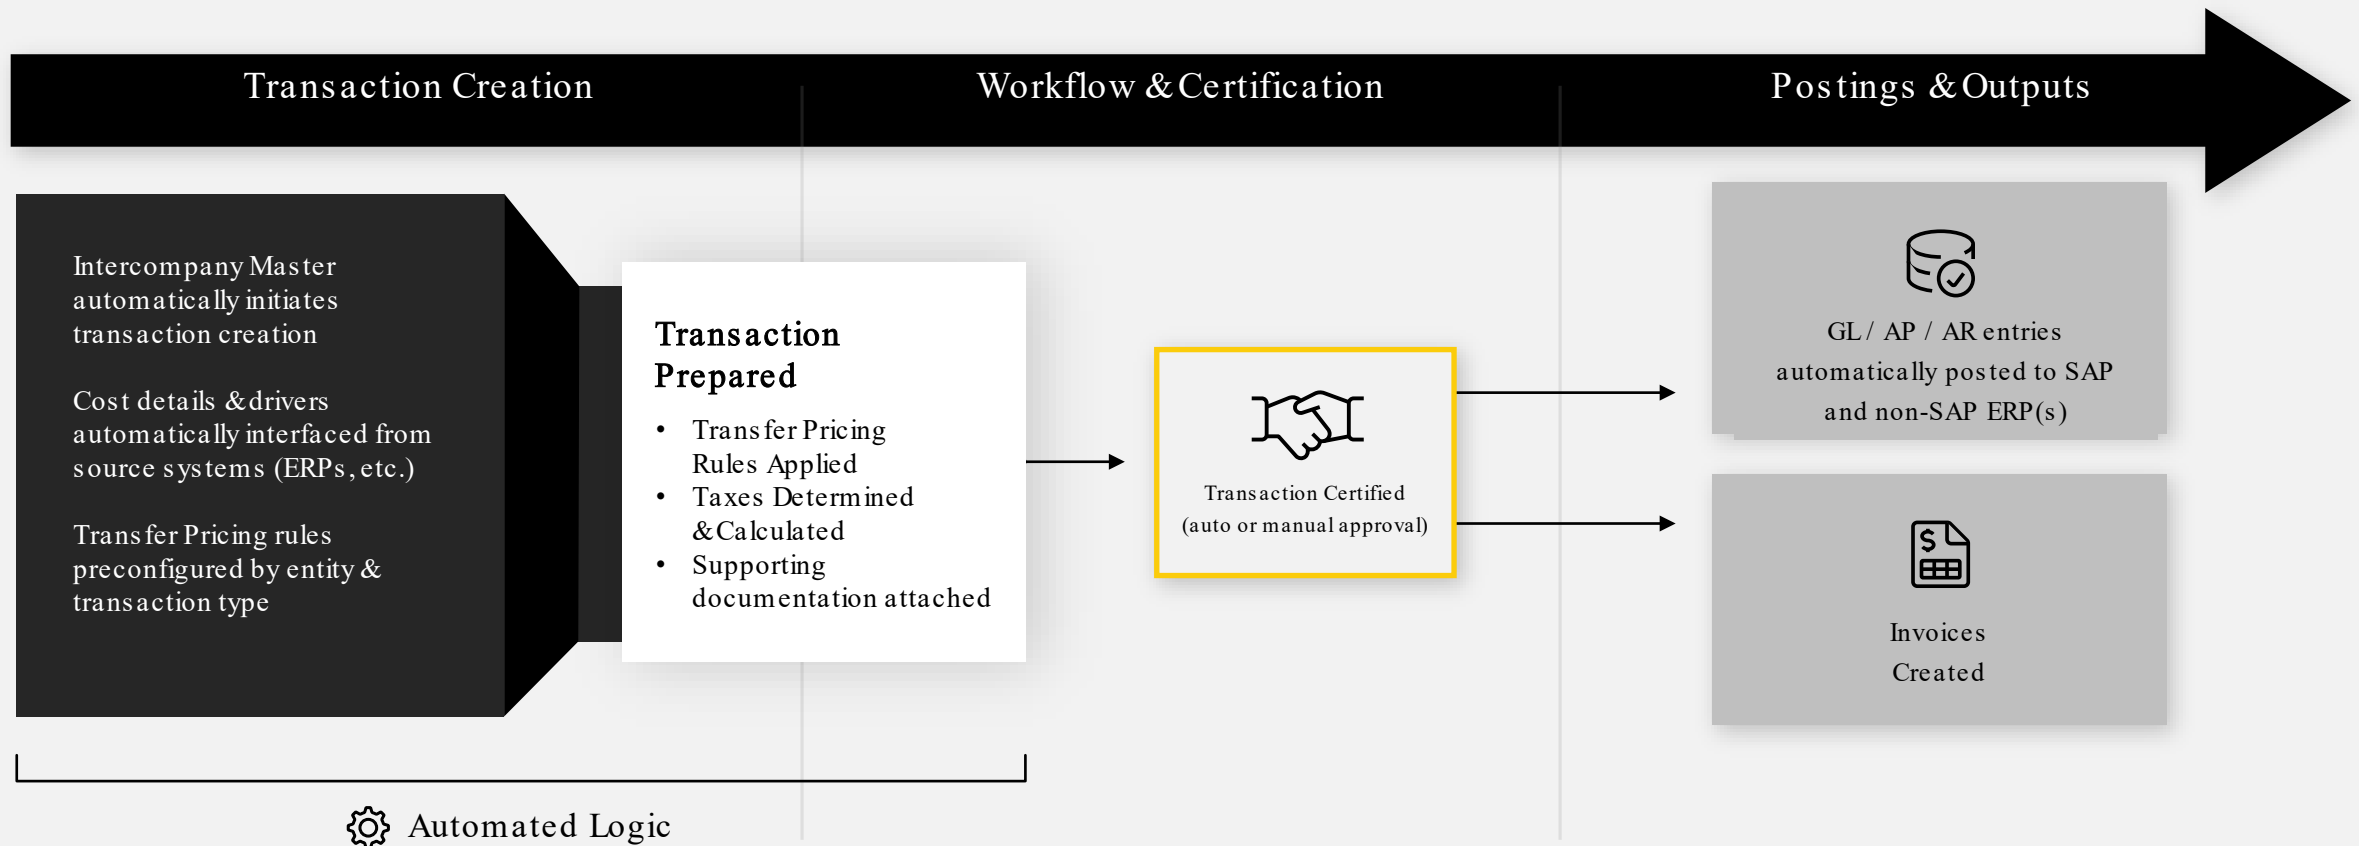 Transaction Creation
Workflow & Certification
Postings & Outputs
Intercompany Master
automatically initiates
transaction creation
Cost details & drivers
automatically interfaced from
source systems (ERPs, etc.)
Transfer Pricing rules
preconfigured by entity &
transaction type
Transaction
Prepared
• Transfer Pricing
Rules Applied
• Taxes Determined
& Calculated
• Supporting
documentation attached
Transaction Certified
(auto or manual approval)
GL / AP / AR entries
automatically posted to SAP
and non-SAP ERP(s)
$
Invoices
Created
Automated Logic